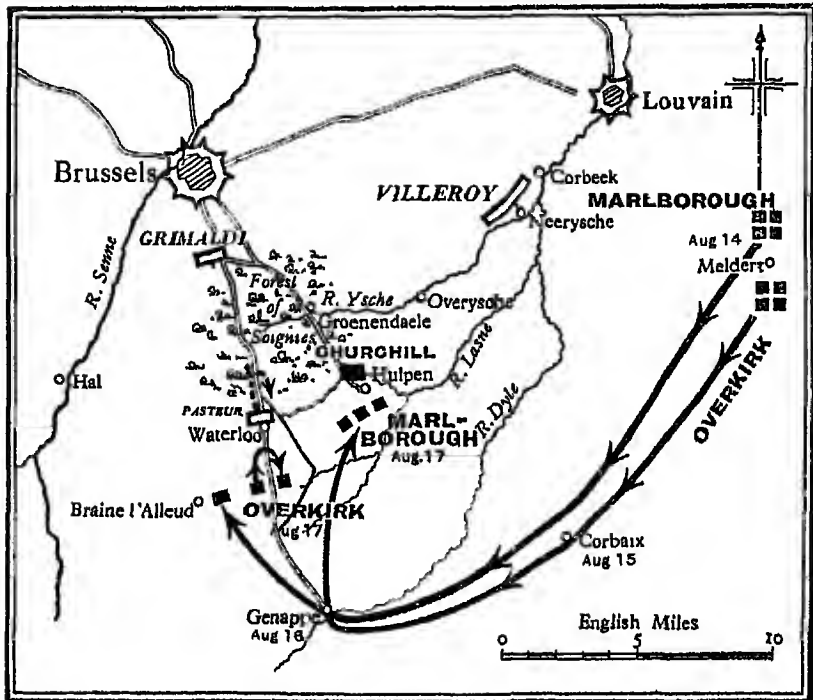 Louvain
Brussels
Corbeek
VILLEROY
MARLBOROUGH
Neerysche
Aug 14
GRIMALDI
Meldert
R. Senne
Forest
of
Soignies
R. Ysche
Overysche
Groenendaele
CHURCHILL
Hulpen
R. Lasne
Hal
PASTEUR
Waterloo
MARL-
BOROUGH
Aug. 17
R. Dyle
OVERKIRK
Braine l'Alleud
OVERKIRK
Aug 17
Corbaix
Aug 15
Genappe
Aug 16
English Miles
0 5 10